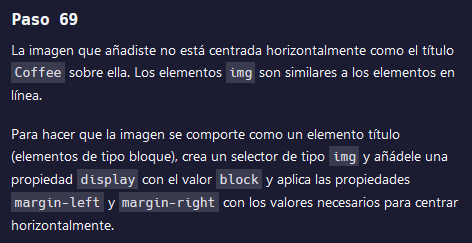 Paso 69
La imagen que añadiste no está centrada horizontalmente como el título
Coffee sobre ella. Los elementos img son similares a los elementos en
línea.
Para hacer que la imagen se comporte como un elemento título
(elementos de tipo bloque), crea un selector de tipo img y añádele una
propiedad display con el valor block y aplica las propiedades
margin-left y margin-right con los valores necesarios para centrar
horizontalmente.